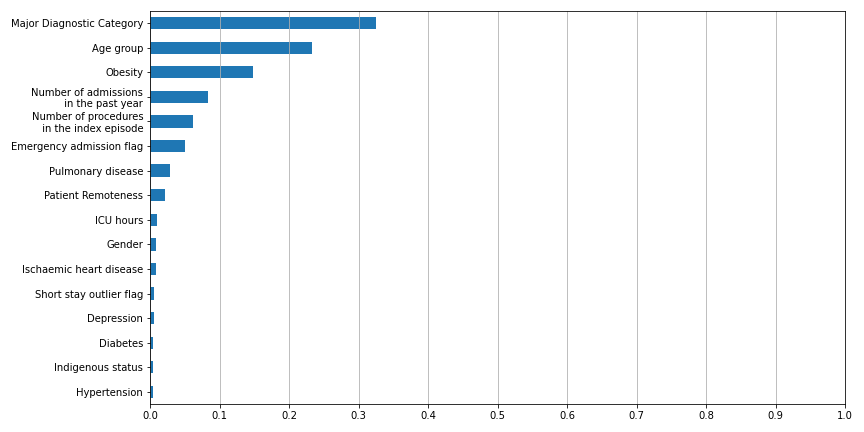 Major Diagnostic Category
Age group
Obesity
Number of admissions
in the past year
Number of procedures
in the index episode
Emergency admission flag
Pulmonary disease
Patient Remoteness
ICU hours
Gender
Ischaemic heart disease
Short stay outlier flag
Depression
Diabetes
Indigenous status
Hypertension
0.0 0.1 0.2 0.3 0.4 0.5 0.6 0.7 0.8 0.9 1.0